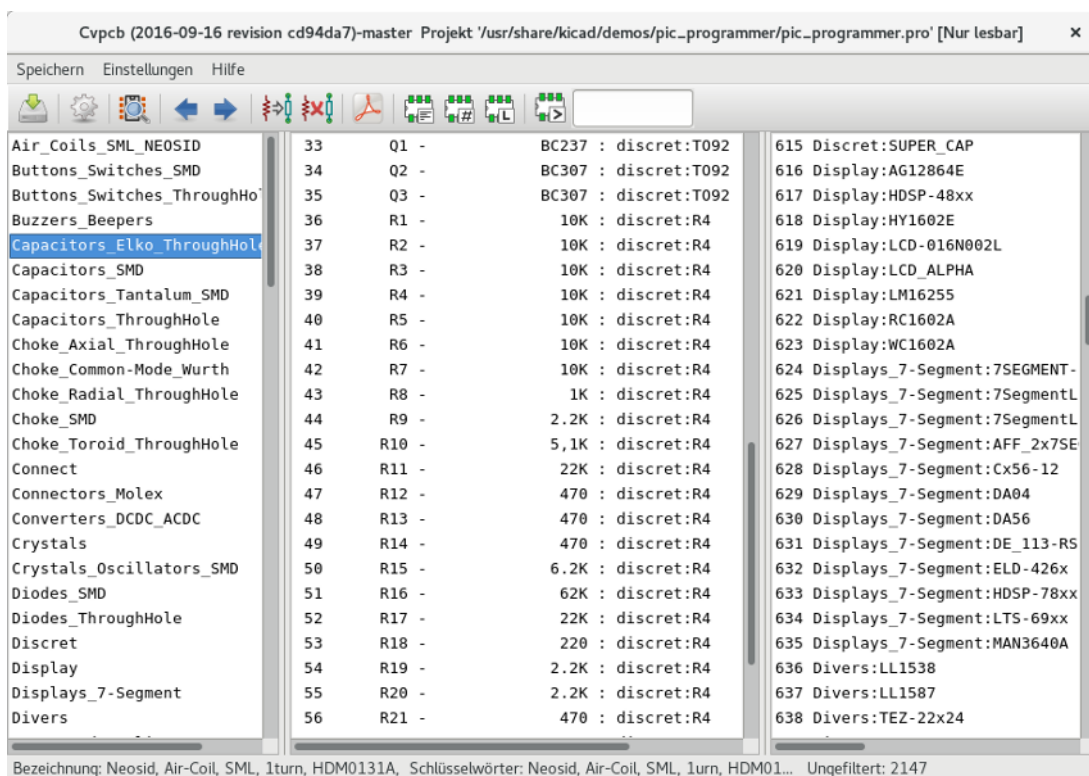 Cvpcb (2016-09-16 revision cd94da7)-master Projekt '/usr/share/kicad/demos/pic_programmer/pic_programmer.pro' [Nur lesbar]
Speichern Einstellungen Hilfe
Air_Coils_SML_NEOSID
Buttons_Switches_SMD
Buttons_Switches_ThroughHo
Buzzers_Beepers
Capacitors_Elko_ThroughHole
Capacitors_SMD
Capacitors_Tantalum_SMD
Capacitors_ThroughHole
Choke_Axial_ThroughHole
Choke_Common-Mode_Wurth
Choke_Radial_ThroughHole
Choke_SMD
Choke_Toroid_ThroughHole
Connect
Connectors_Molex
Converters_DCDC_ACDC
Crystals
Crystals_Oscillators_SMD
Diodes_SMD
Diodes_ThroughHole
Discret
Display
Displays_7-Segment
Divers
33 Q1 - BC237 : discret:TO92
34 Q2 - BC307 : discret:TO92
35 Q3 - BC307 : discret:TO92
36 R1 - 10K : discret:R4
37 R2 - 10K : discret:R4
38 R3 - 10K : discret:R4
39 R4 - 10K : discret:R4
40 R5 - 10K : discret:R4
41 R6 - 10K : discret:R4
42 R7 - 10K : discret:R4
43 R8 - 1K : discret:R4
44 R9 - 2.2K : discret:R4
45 R10 - 5,1K : discret:R4
46 R11 - 22K : discret:R4
47 R12 - 470 : discret:R4
48 R13 - 470 : discret:R4
49 R14 - 470 : discret:R4
50 R15 - 6.2K : discret:R4
51 R16 - 62K : discret:R4
52 R17 - 22K : discret:R4
53 R18 - 220 : discret:R4
54 R19 - 2.2K : discret:R4
55 R20 - 2.2K : discret:R4
56 R21 - 470 : discret:R4
615 Discret:SUPER_CAP
616 Display:AG12864E
617 Display:HDSP-48xx
618 Display:HY1602E
619 Display:LCD-016N002L
620 Display:LCD_ALPHA
621 Display:LM16255
622 Display:RC1602A
623 Display:WC1602A
624 Displays_7-Segment:7SEGMENT-
625 Displays_7-Segment:7SegmentL
626 Displays_7-Segment:7SegmentL
627 Displays_7-Segment:AFF_2x7SE
628 Displays_7-Segment:Cx56-12
629 Displays_7-Segment:DA04
630 Displays_7-Segment:DA56
631 Displays_7-Segment:DE_113-RS
632 Displays_7-Segment:ELD-426x
633 Displays_7-Segment:HDSP-78xx
634 Displays_7-Segment:LTS-69xx
635 Displays_7-Segment:MAN3640A
636 Divers:LL1538
637 Divers:LL1587
638 Divers:TEZ-22x24
Bezeichnung: Neosid, Air-Coil, SML, 1turn, HDM0131A, Schlüsselwörter: Neosid, Air-Coil, SML, 1urn, HDM01... Ungefiltert: 2147